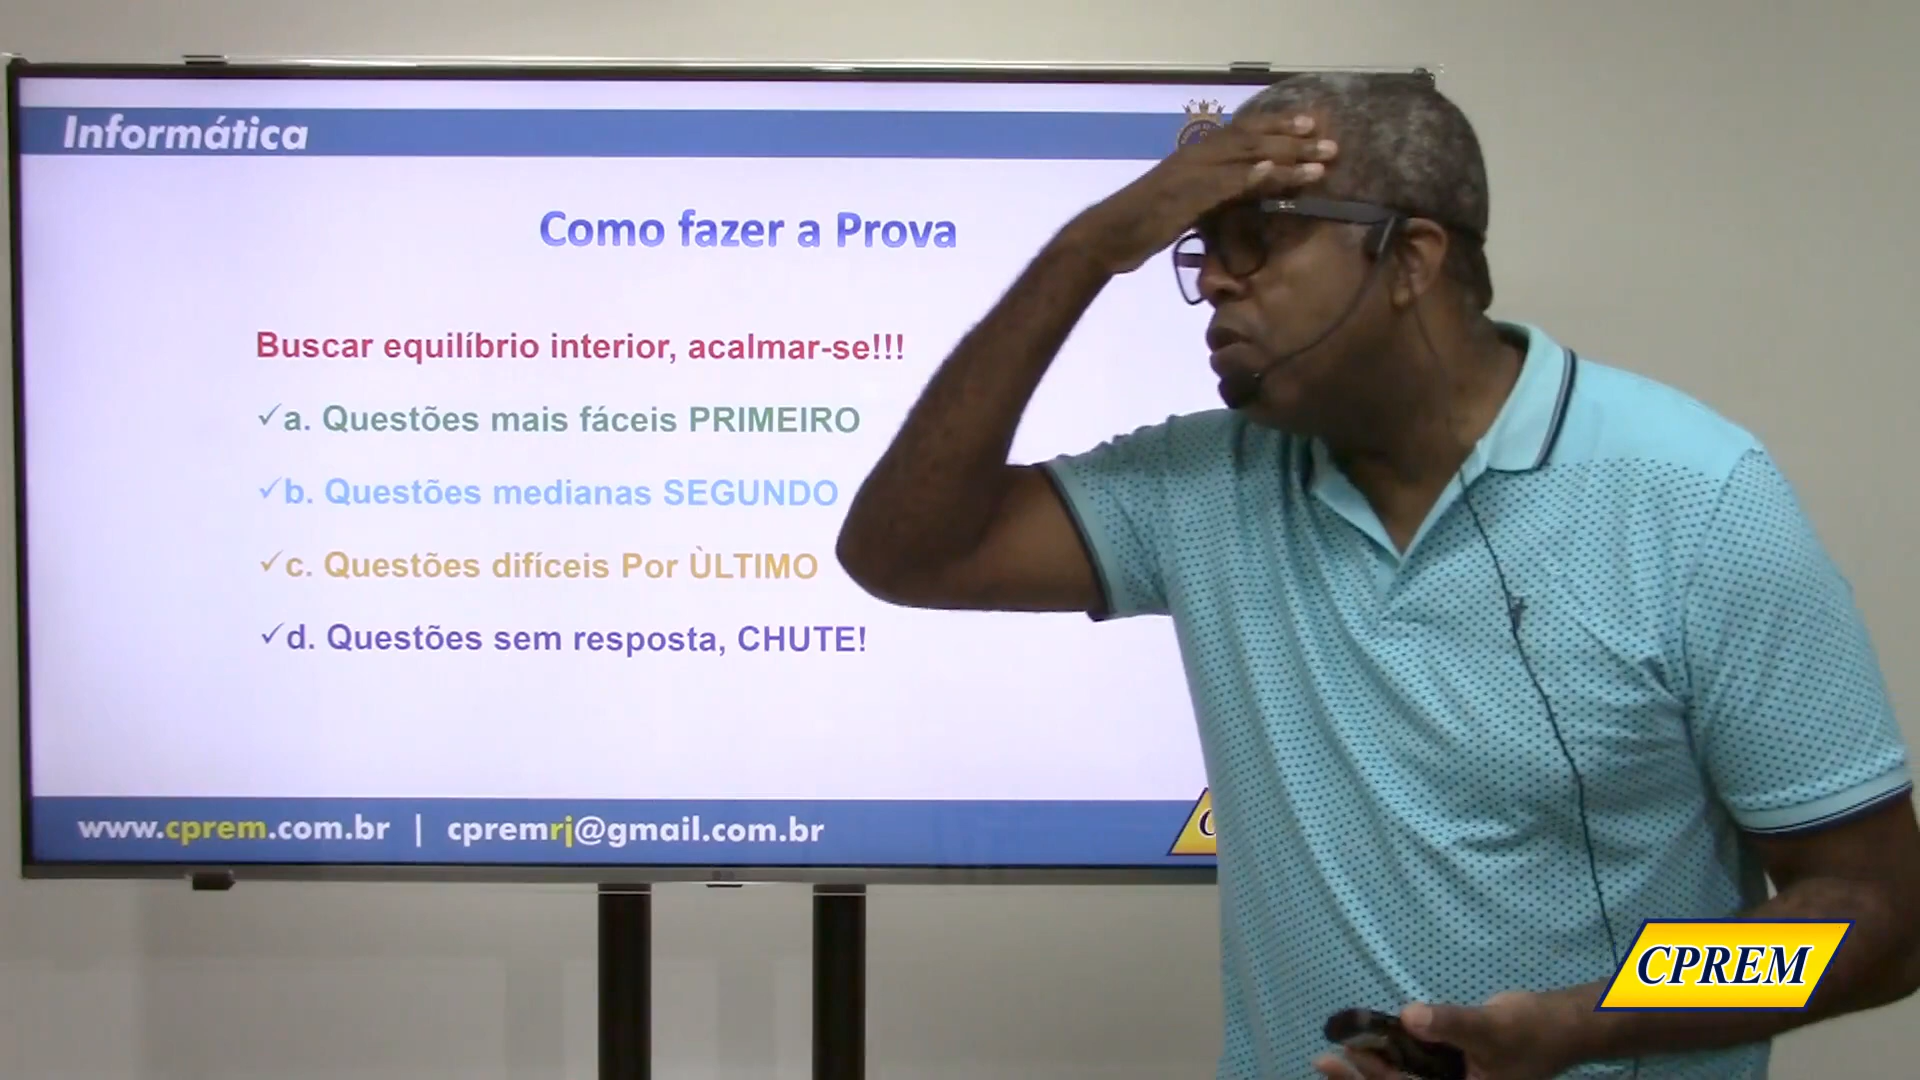 Informática
Como fazer a Prova
Buscar equilíbrio interior, acalmar-se!!!
✓a. Questões mais fáceis PRIMEIRO
✓b. Questões medianas SEGUNDO
✓c. Questões difíceis Por ÙLTIMO
✓d. Questões sem resposta, CHUTE!
www.cprem.com.br | cpremrj@gmail.com.br
CPREM